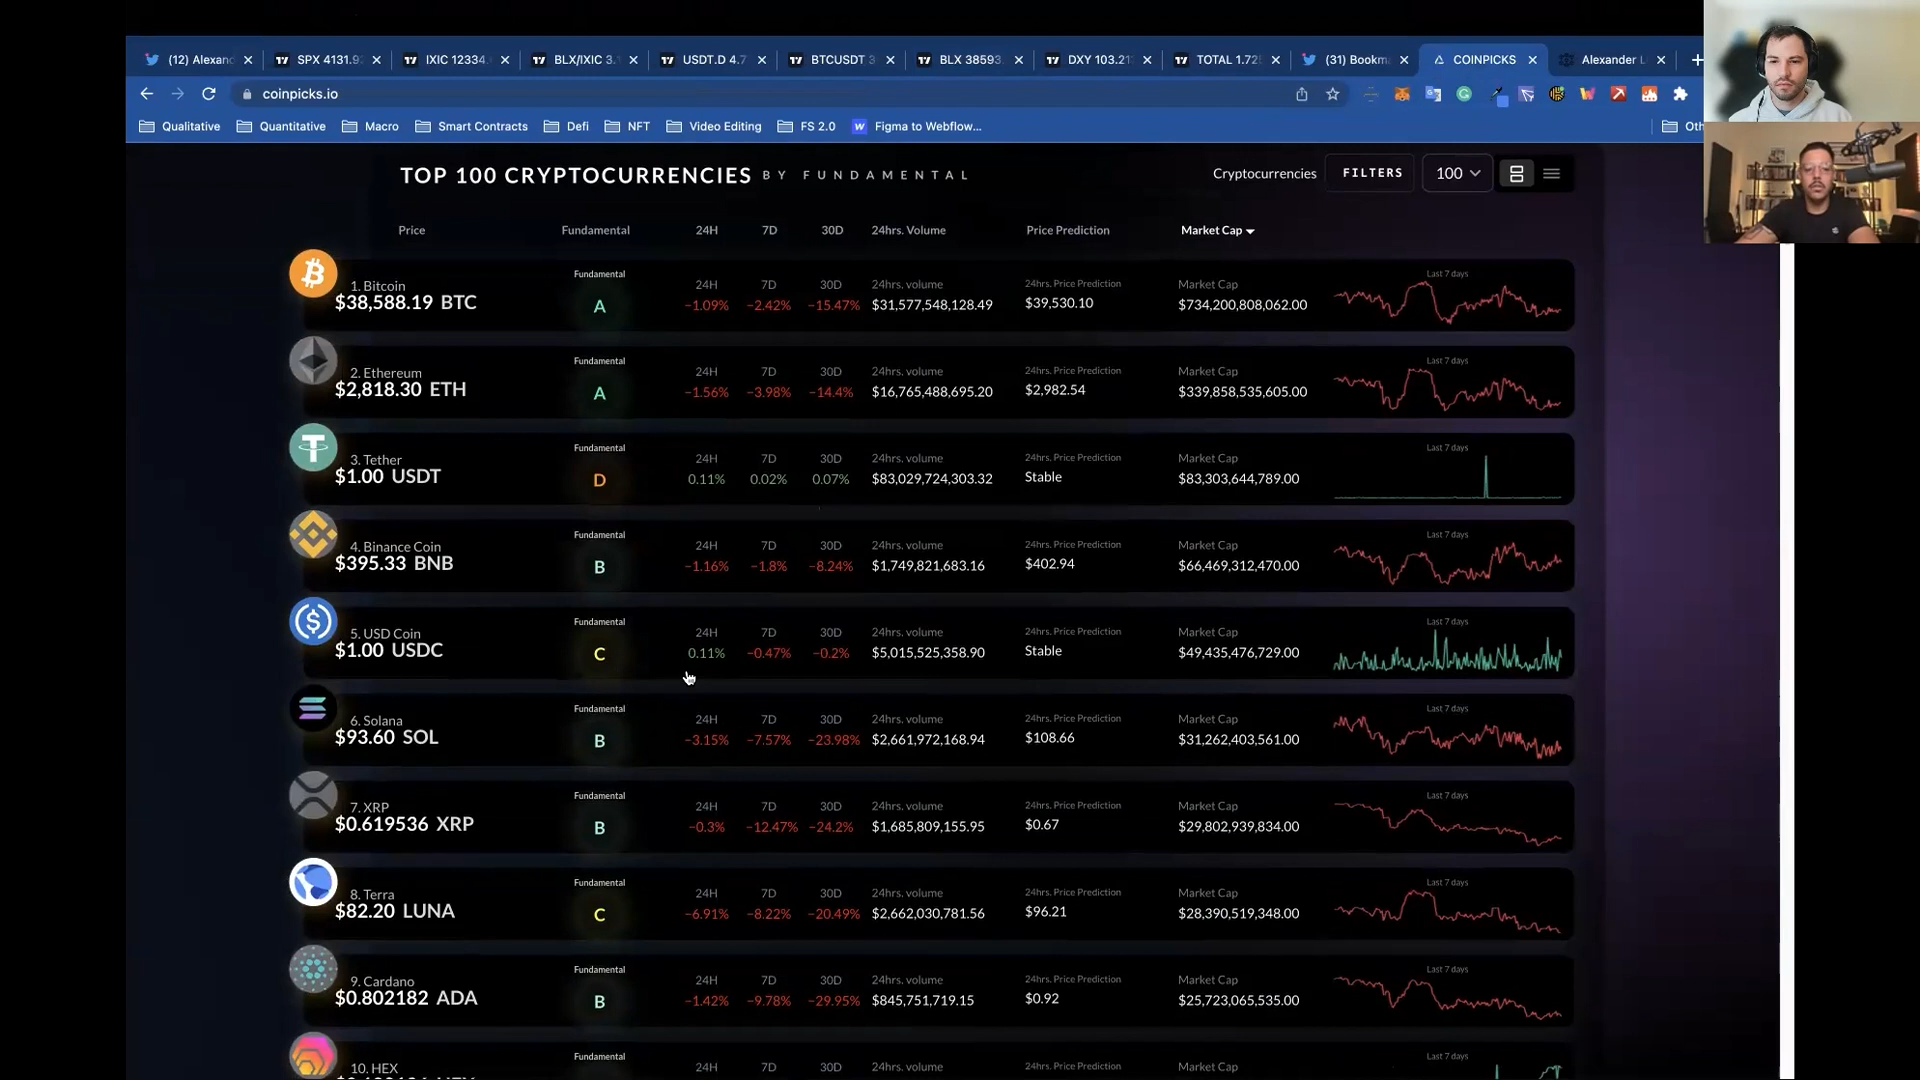 (12) Alexan
SPX 4131.9
IXIC 12334.
BLX/IXIC 3.
USDT.D 4.7
BTCUSDT 3
BLX 38593.
DXY 103.21
TOTAL 1.72
(31) Bookm
COINPICKS
Alexander L
coinpicks.io
Qualitative
Quantitative
Macro
Smart Contracts
Defi
NFT
Video Editing
FS 2.0
Figma to Webflow...
Oth
TOP 100 CRYPTOCURRENCIES BY FUNDAMENTAL
Cryptocurrencies FILTERS 100
Price Fundamental 24H 7D 30D 24hrs. Volume Price Prediction Market Cap
Fundamental Last 7 days
1. Bitcoin 24H 7D 30D 24hrs. volume 24hrs. Price Prediction Market Cap
$38,588.19 BTC A −1.09% −2.42% −15.47% $31,577,548,128.49 $39,530.10 $734,200,808,062.00
Fundamental Last 7 days
2. Ethereum 24H 7D 30D 24hrs. volume 24hrs. Price Prediction Market Cap
$2,818.30 ETH A −1.56% −3.98% −14.4% $16,765,488,695.20 $2,982.54 $339,858,535,605.00
Fundamental Last 7 days
3. Tether 24H 7D 30D 24hrs. volume 24hrs. Price Prediction Market Cap
$1.00 USDT D 0.11% 0.02% 0.07% $83,029,724,303.32 Stable $83,303,644,789.00
Fundamental Last 7 days
4. Binance Coin 24H 7D 30D 24hrs. volume 24hrs. Price Prediction Market Cap
$395.33 BNB B −1.16% −1.8% −8.24% $1,749,821,683.16 $402.94 $66,469,312,470.00
Fundamental Last 7 days
5. USD Coin 24H 7D 30D 24hrs. volume 24hrs. Price Prediction Market Cap
$1.00 USDC C 0.11% −0.47% −0.2% $5,015,525,358.90 Stable $49,435,476,729.00
Fundamental Last 7 days
6. Solana 24H 7D 30D 24hrs. volume 24hrs. Price Prediction Market Cap
$93.60 SOL B −3.15% −7.57% −23.98% $2,661,972,168.94 $108.66 $31,262,403,561.00
Fundamental Last 7 days
7. XRP 24H 7D 30D 24hrs. volume 24hrs. Price Prediction Market Cap
$0.619536 XRP B −0.3% −12.47% −24.2% $1,685,809,155.95 $0.67 $29,802,939,834.00
Fundamental Last 7 days
8. Terra 24H 7D 30D 24hrs. volume 24hrs. Price Prediction Market Cap
$82.20 LUNA C −6.91% −8.22% −20.49% $2,662,030,781.56 $96.21 $28,390,519,348.00
Fundamental Last 7 days
9. Cardano 24H 7D 30D 24hrs. volume 24hrs. Price Prediction Market Cap
$0.802182 ADA B −1.42% −9.78% −29.95% $845,751,719.15 $0.92 $25,723,065,535.00
Fundamental Last 7 days
10. HEX 24H 7D 30D 24hrs. volume 24hrs. Price Prediction Market Cap